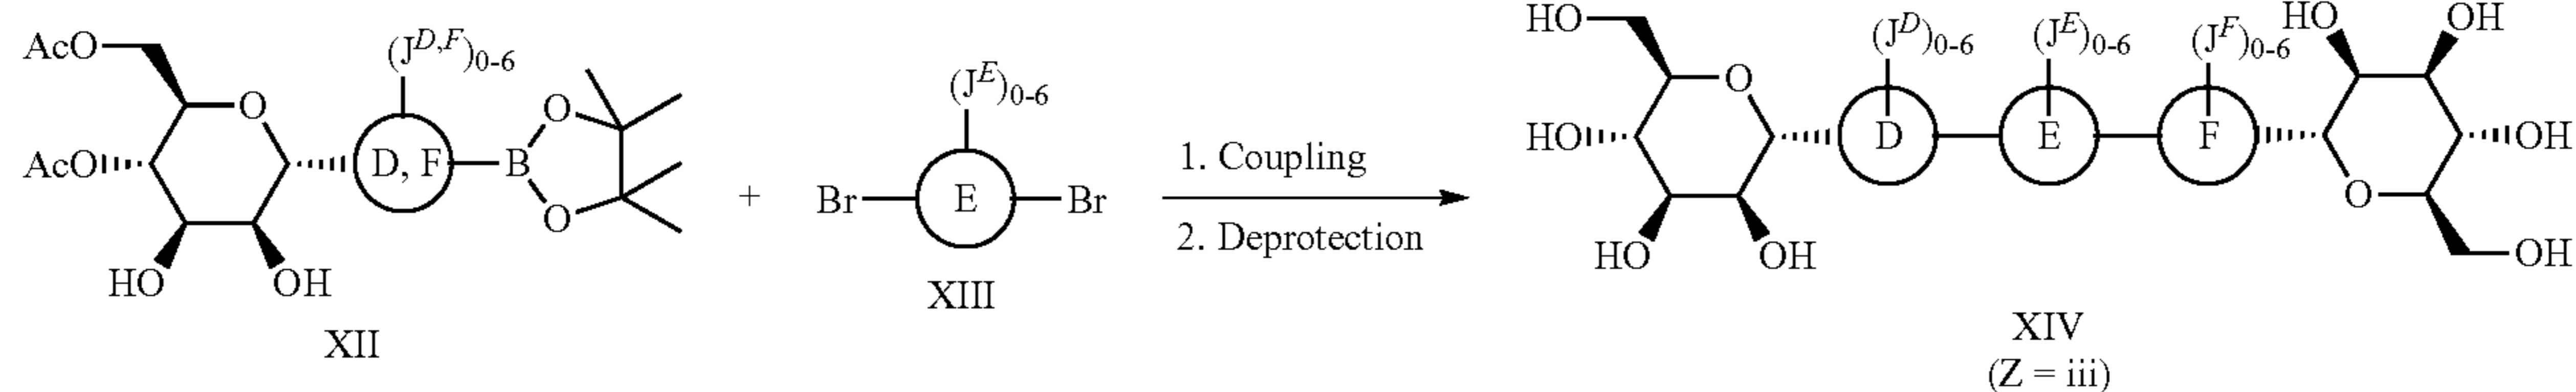 AcO
(J^{D,F})_{0-6}
O
AcO
D, F
B
O
O
HO
OH
XII
+
(J^{E})_{0-6}
Br
E
Br
XIII
1. Coupling
2. Deprotection
HO
(J^{D})_{0-6}
(J^{E})_{0-6}
(J^{F})_{0-6}
HO
OH
O
HO
D
E
F
OH
O
HO
OH
OH
XIV
(Z = iii)